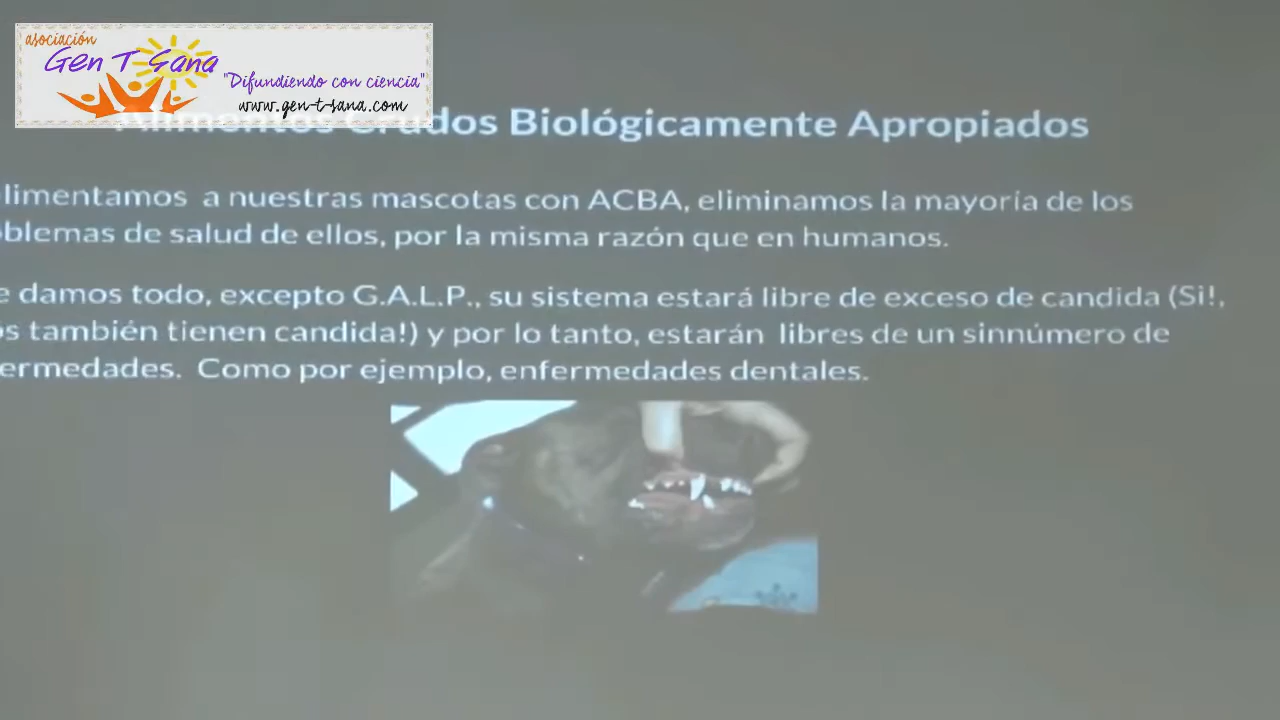 asociación
Gen T Sana
"Difundiendo con ciencia"
www.gen-t-sana.com
Biológicamente Apropiados
limentamos a nuestras mascotas con ACBA, eliminamos la mayoría de los
blemas de salud de ellos, por la misma razón que en humanos.
e damos todo, excepto G.A.L.P., su sistema estará libre de exceso de candida (Si!,
s también tienen candida!) y por lo tanto, estarán libres de un sinnúmero de
ermedades. Como por ejemplo, enfermedades dentales.